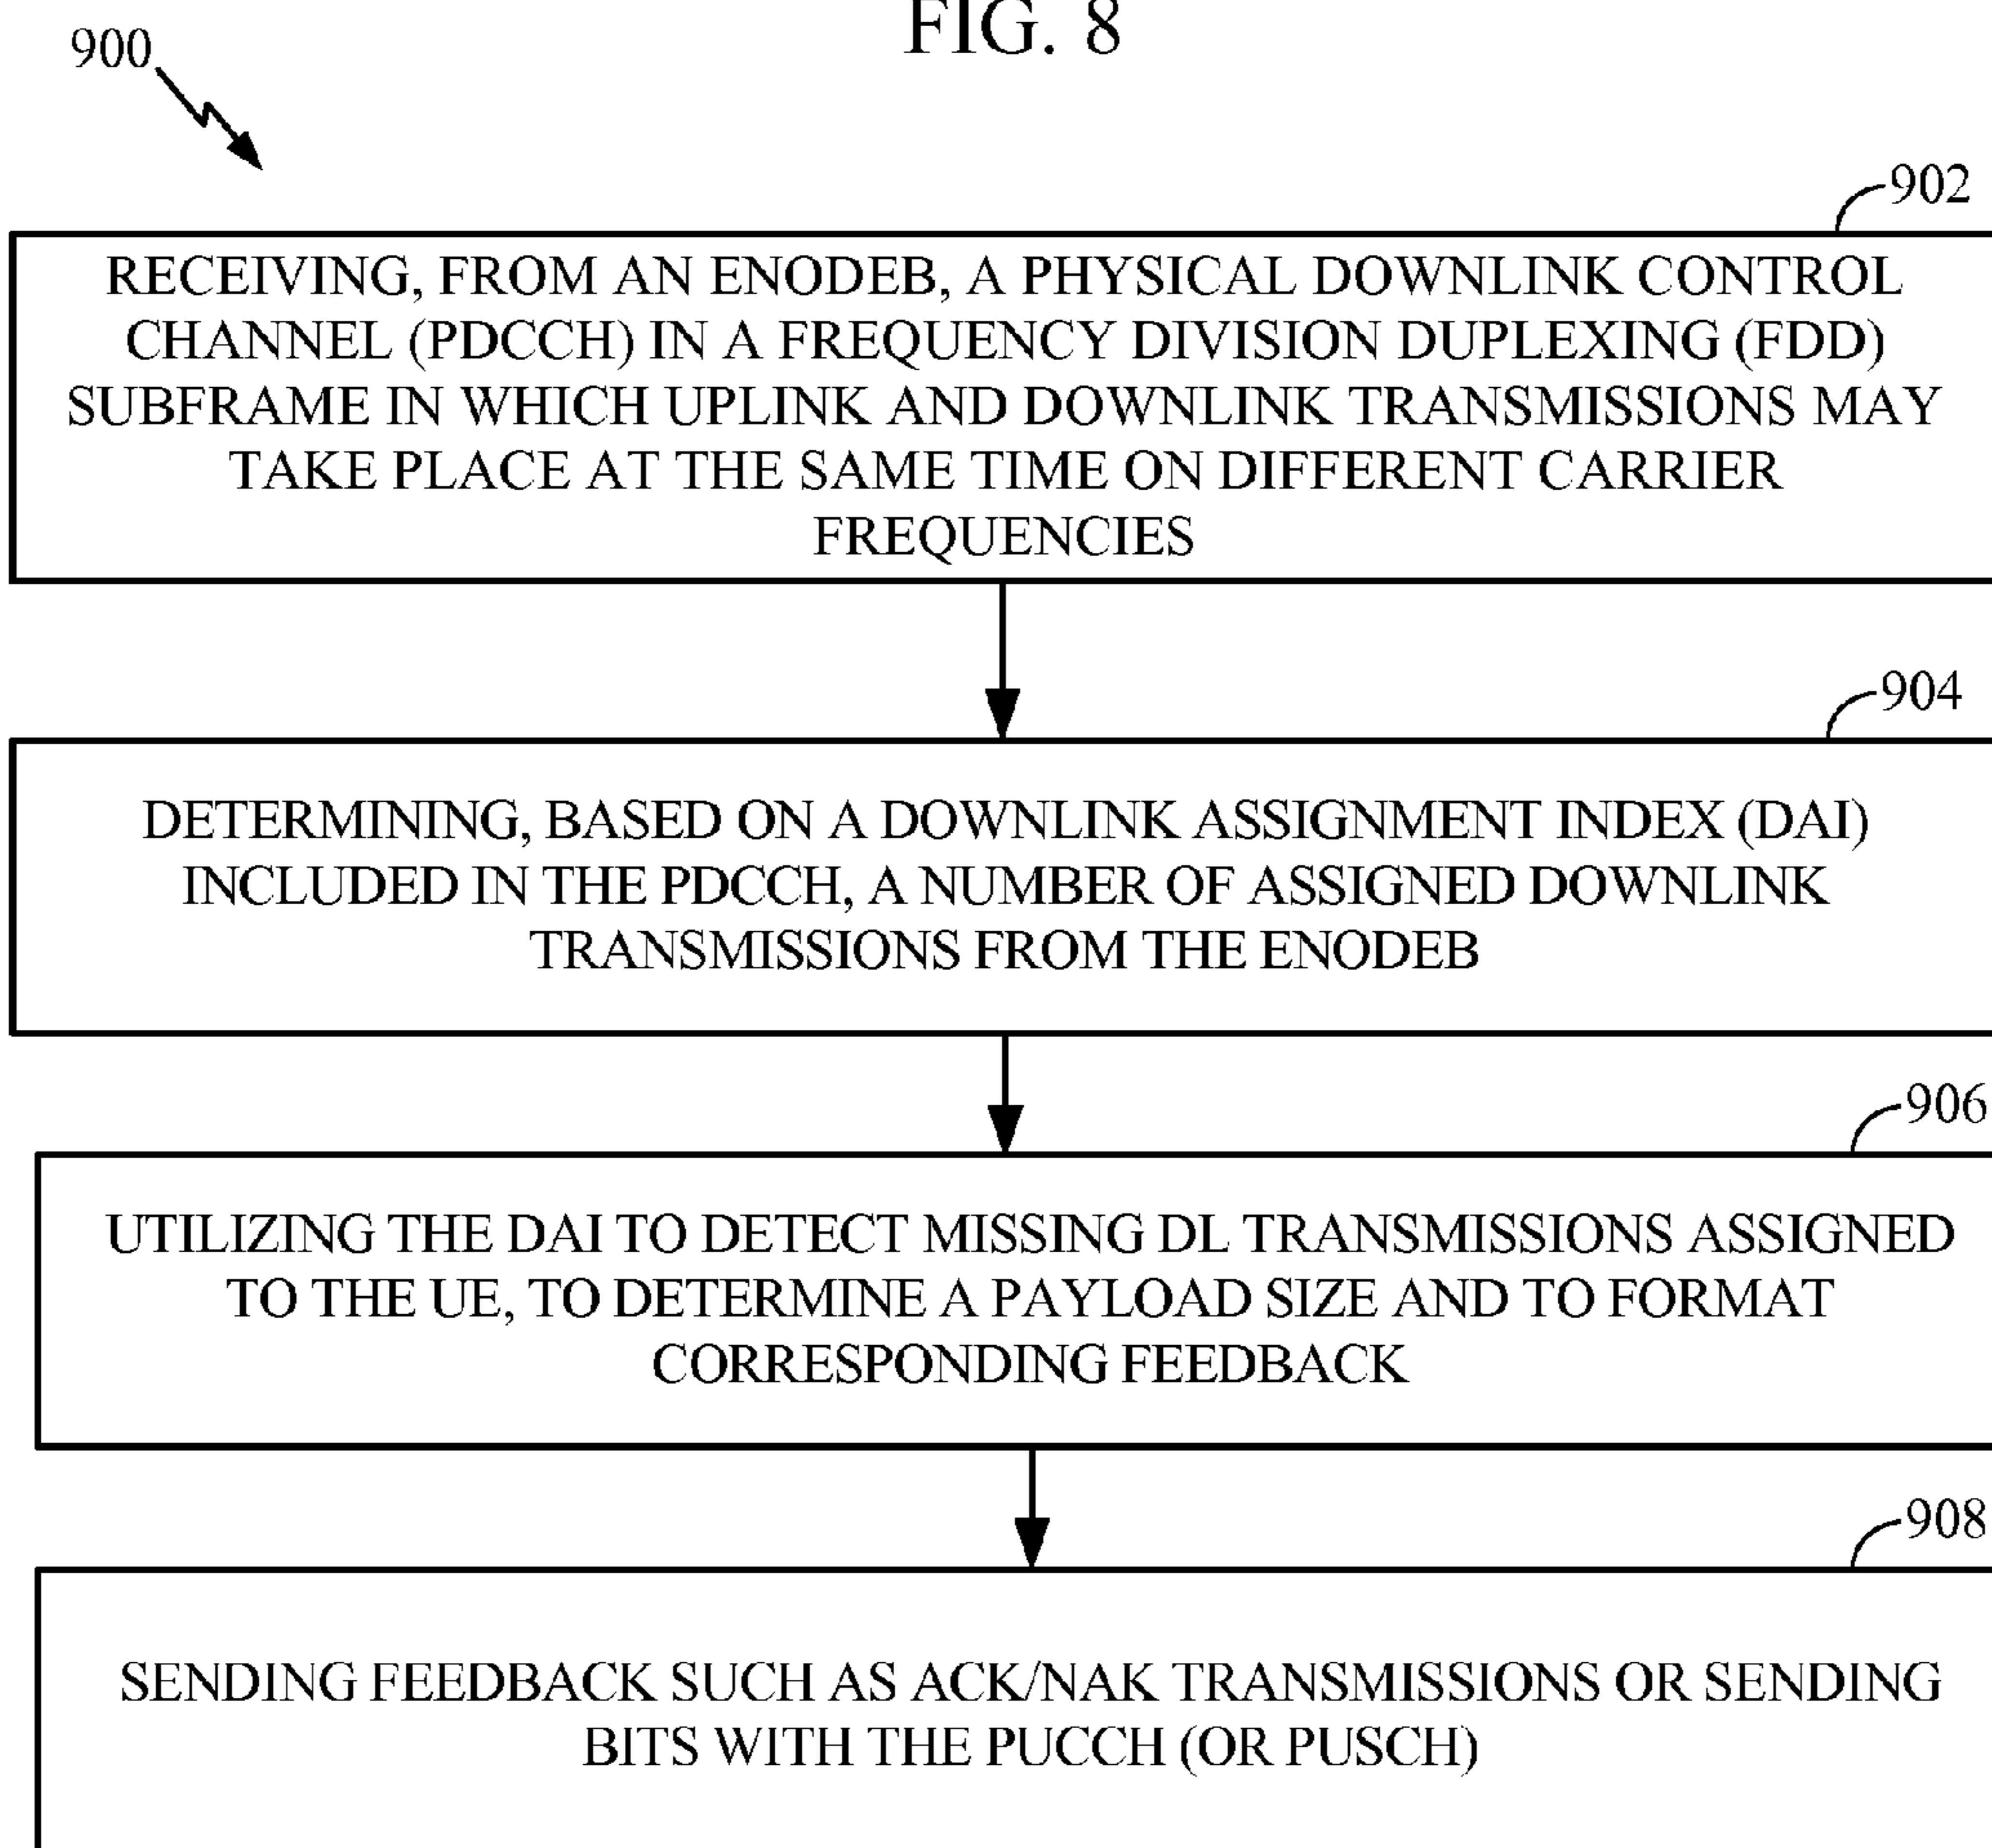 FIG. 8
900
902
RECEIVING, FROM AN ENODEB, A PHYSICAL DOWNLINK CONTROL
CHANNEL (PDCCH) IN A FREQUENCY DIVISION DUPLEXING (FDD)
SUBFRAME IN WHICH UPLINK AND DOWNLINK TRANSMISSIONS MAY
TAKE PLACE AT THE SAME TIME ON DIFFERENT CARRIER
FREQUENCIES
904
DETERMINING, BASED ON A DOWNLINK ASSIGNMENT INDEX (DAI)
INCLUDED IN THE PDCCH, A NUMBER OF ASSIGNED DOWNLINK
TRANSMISSIONS FROM THE ENODEB
906
UTILIZING THE DAI TO DETECT MISSING DL TRANSMISSIONS ASSIGNED
TO THE UE, TO DETERMINE A PAYLOAD SIZE AND TO FORMAT
CORRESPONDING FEEDBACK
908
SENDING FEEDBACK SUCH AS ACK/NAK TRANSMISSIONS OR SENDING
BITS WITH THE PUCCH (OR PUSCH)